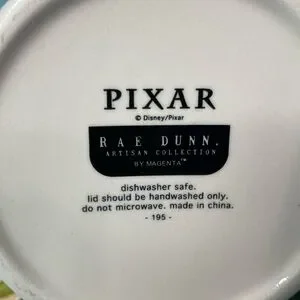 PIXAR
© Disney/Pixar
RAE DUNN.
ARTISAN COLLECTION
BY MAGENTA™
dishwasher safe.
lid should be handwashed only.
do not microwave. made in china.
- 195 -